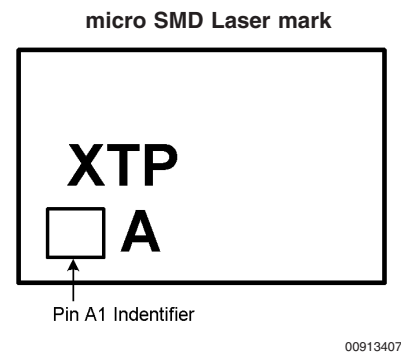 micro SMD Laser mark
XTP
A
Pin A1 Indentifier
00913407